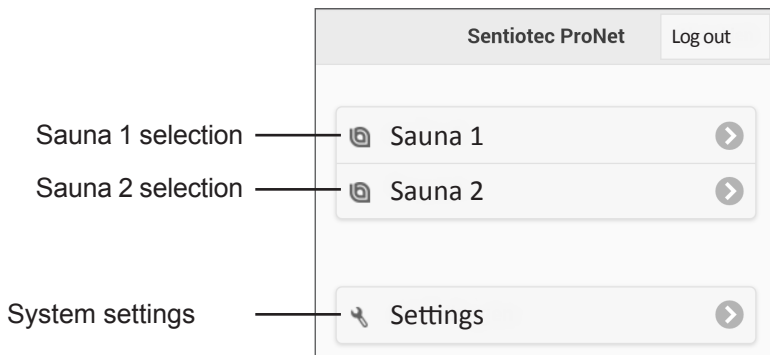 Sentiotec ProNet Log out
Sauna 1 selection Sauna 1
Sauna 2 selection Sauna 2
System settings Settings